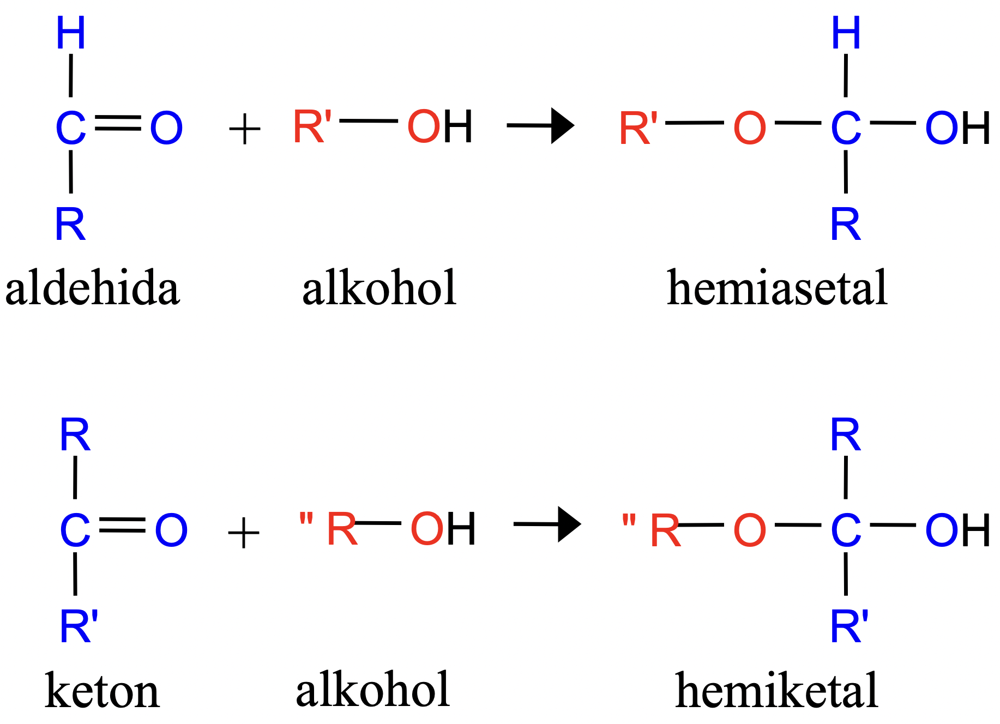 H
C O + R' OH R' O C OH
R R
aldehida alkohol hemiasetal
R R
C O + " R OH " R O C OH
R' R'
keton alkohol hemiketal